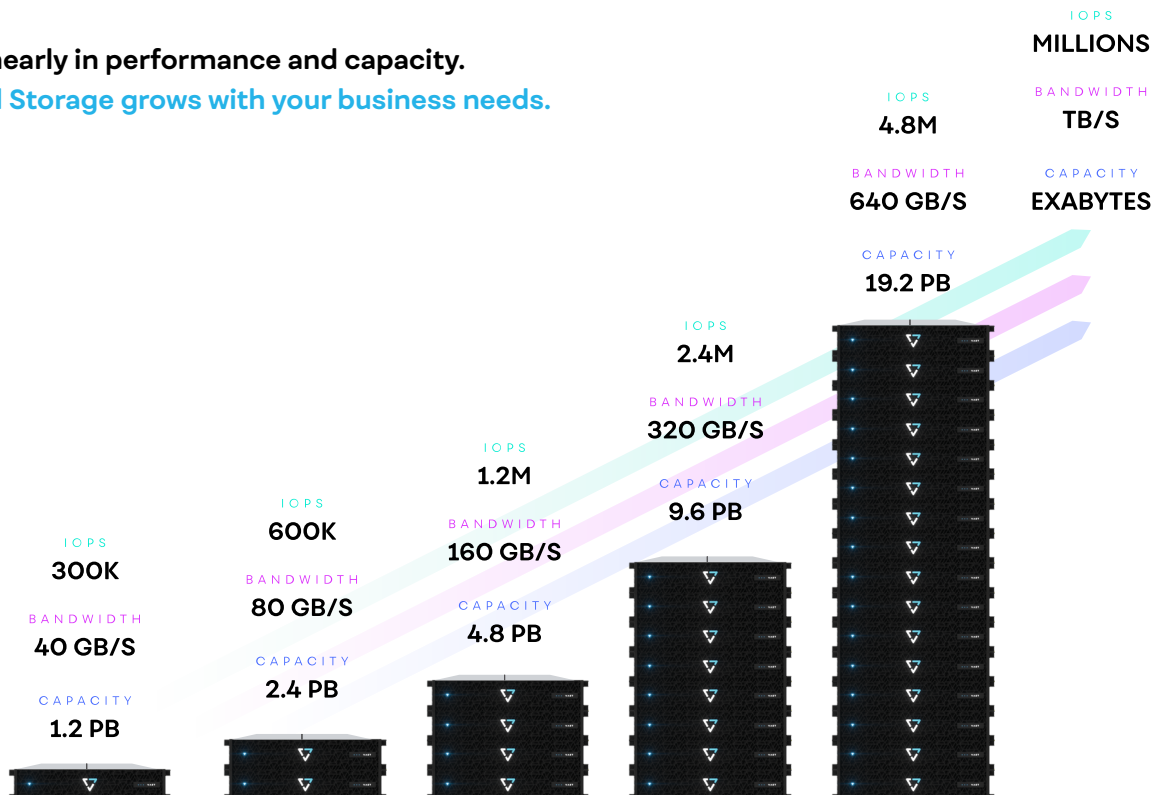 early in performance and capacity.
Storage grows with your business needs.
IOPS
MILLIONS
BANDWIDTH
TB/S
CAPACITY
EXABYTES
IOPS
4.8M
BANDWIDTH
640 GB/S
CAPACITY
19.2 PB
IOPS
2.4M
BANDWIDTH
320 GB/S
CAPACITY
9.6 PB
IOPS
1.2M
BANDWIDTH
160 GB/S
CAPACITY
4.8 PB
IOPS
600K
BANDWIDTH
80 GB/S
CAPACITY
2.4 PB
IOPS
300K
BANDWIDTH
40 GB/S
CAPACITY
1.2 PB